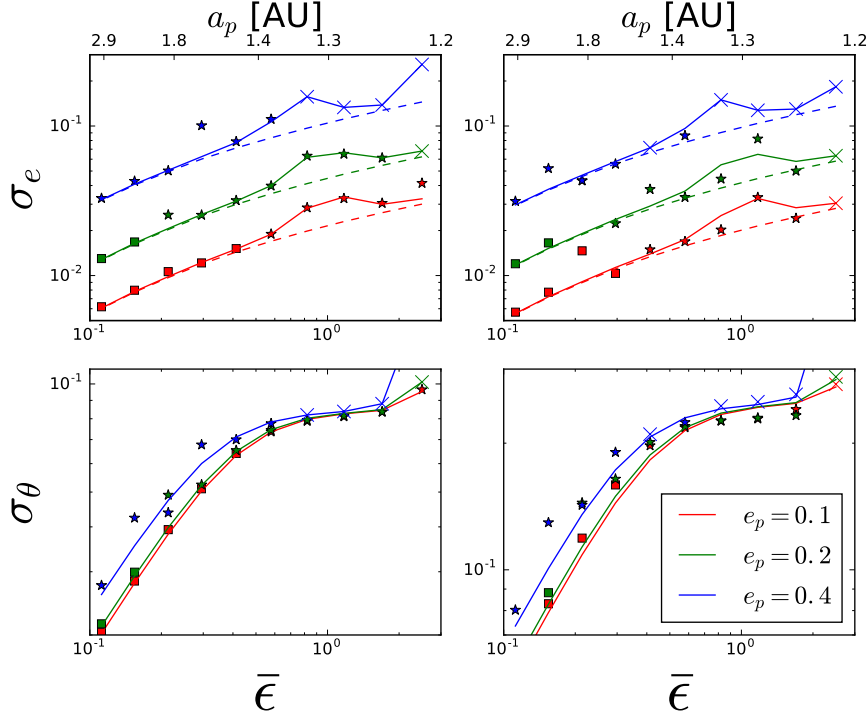 a_p [AU] a_p [AU]
2.9 1.8 1.4 1.3 1.2 2.9 1.8 1.4 1.3 1.2
10^{-1} 10^{-1}
σ_e
10^{-2} 10^{-2}
10^{-1} 10^0 10^{-1} 10^0
10^{-1}
σ_θ
e_p = 0.1
10^{-1}
e_p = 0.2
e_p = 0.4
10^{-1} 10^0 10^{-1} 10^0
ϵ̄ ϵ̄